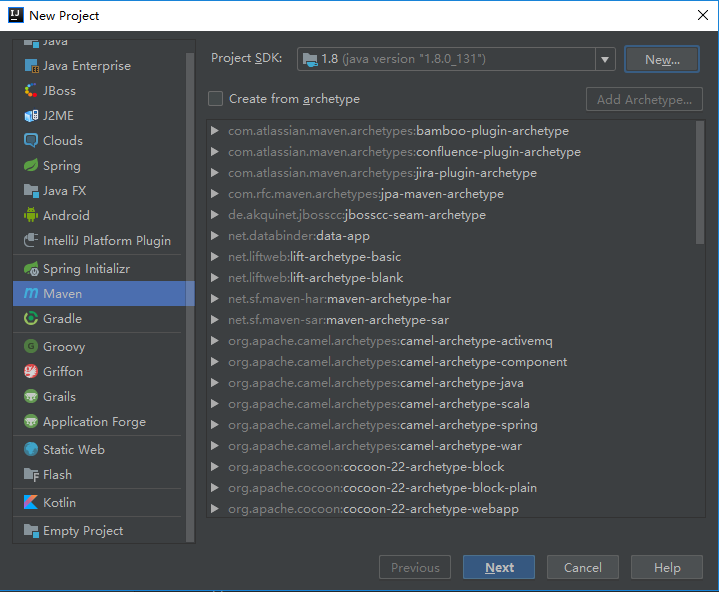 New Project
Java
Java Enterprise
JBoss
J2ME
Clouds
Spring
Java FX
Android
IntelliJ Platform Plugin
Spring Initializr
Maven
Gradle
Groovy
Griffon
Grails
Application Forge
Static Web
Flash
Kotlin
Empty Project
Project SDK: 1.8 (java version "1.8.0_131") New...
Create from archetype Add Archetype...
com.atlassian.maven.archetypes:bamboo-plugin-archetype
com.atlassian.maven.archetypes:confluence-plugin-archetype
com.atlassian.maven.archetypes:jira-plugin-archetype
com.rfc.maven.archetypes:jpa-maven-archetype
de.akquinet.jbosscc:jbosscc-seam-archetype
net.databinder:data-app
net.liftweb:lift-archetype-basic
net.liftweb:lift-archetype-blank
net.sf.maven-har:maven-archetype-har
net.sf.maven-sar:maven-archetype-sar
org.apache.camel.archetypes:camel-archetype-activemq
org.apache.camel.archetypes:camel-archetype-component
org.apache.camel.archetypes:camel-archetype-java
org.apache.camel.archetypes:camel-archetype-scala
org.apache.camel.archetypes:camel-archetype-spring
org.apache.camel.archetypes:camel-archetype-war
org.apache.cocoon:cocoon-22-archetype-block
org.apache.cocoon:cocoon-22-archetype-block-plain
org.apache.cocoon:cocoon-22-archetype-webapp
Previous Next Cancel Help